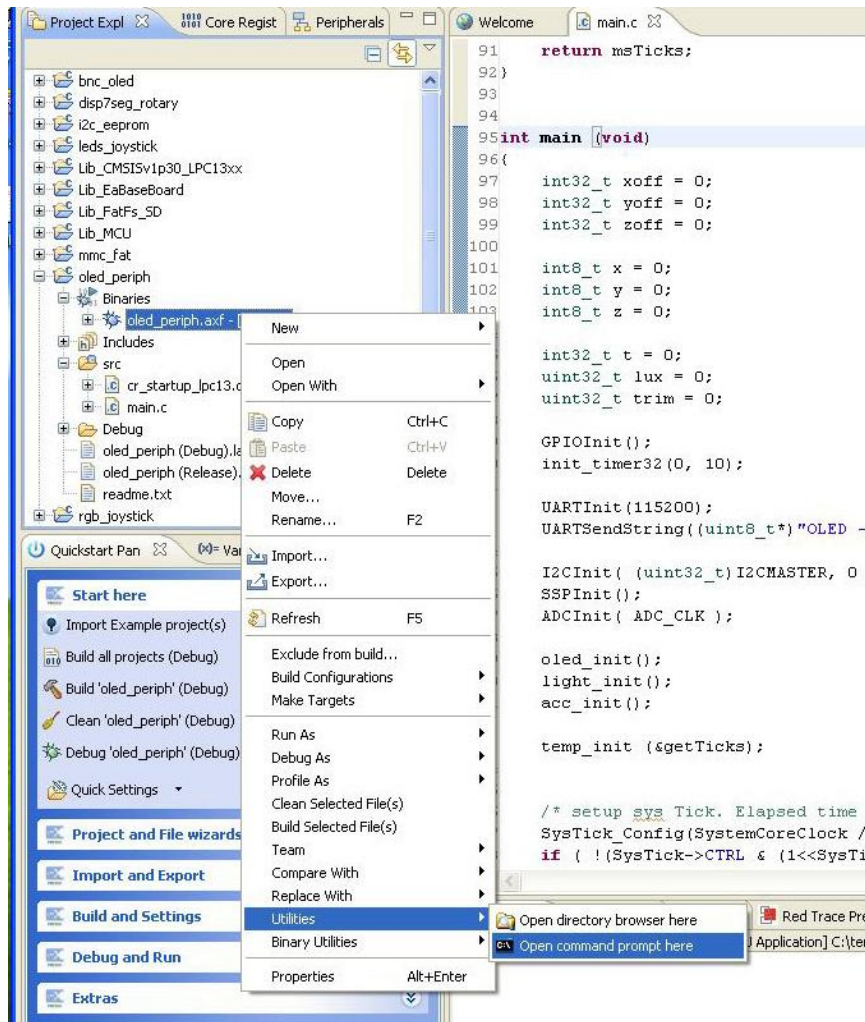 Project Expl
Core Regist
Peripherals
bnc_oled
disp7seg_rotary
i2c_eeprom
leds_joystick
Lib_CMSISv1p30_LPC13xx
Lib_EaBaseBoard
Lib_FatFs_SD
Lib_MCU
mmc_fat
oled_periph
Binaries
oled_periph.axf - [
Includes
src
cr_startup_lpc13.c
main.c
Debug
oled_periph (Debug).la
oled_periph (Release).
readme.txt
rgb_joystick
Quickstart Pan
(x)= Va
Start here
Import Example project(s)
Build all projects (Debug)
Build 'oled_periph' (Debug)
Clean 'oled_periph' (Debug)
Debug 'oled_periph' (Debug)
Quick Settings
Project and File wizards
Import and Export
Build and Settings
Debug and Run
Extras
New
Open
Open With
Copy Ctrl+C
Paste Ctrl+V
Delete Delete
Move...
Rename... F2
Import...
Export...
Refresh F5
Exclude from build...
Build Configurations
Make Targets
Run As
Debug As
Profile As
Clean Selected File(s)
Build Selected File(s)
Team
Compare With
Replace With
Utilities
Binary Utilities
Properties Alt+Enter
Open directory browser here
Open command prompt here
Welcome
main.c
91 return msTicks;
92 }
93
94
95 int main (void)
96 {
97 int32_t xoff = 0;
98 int32_t yoff = 0;
99 int32_t zoff = 0;
100
101 int8_t x = 0;
102 int8_t y = 0;
103 int8_t z = 0;
int32_t t = 0;
uint32_t lux = 0;
uint32_t trim = 0;
GPIOInit();
init_timer32(0, 10);
UARTInit(115200);
UARTSendString((uint8_t*)"OLED -
I2CInit( (uint32_t)I2CMASTER, 0
SSPInit();
ADCInit( ADC_CLK );
oled_init();
light_init();
acc_init();
temp_init (&getTicks);
/* setup sys Tick. Elapsed time
SysTick_Config(SystemCoreClock /
if ( !(SysTick->CTRL & (1<<SysTi
Red Trace Pre
Application] C:\te